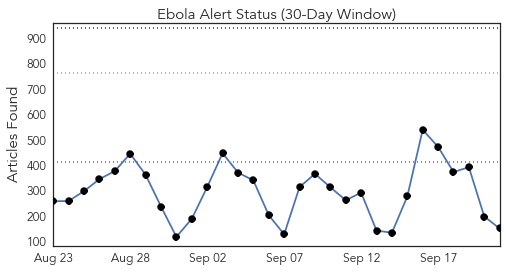 Ebola Alert Status (30-Day Window)
Articles Found
900
800
700
600
500
400
300
200
100
Aug 23
Aug 28
Sep 02
Sep 07
Sep 12
Sep 17